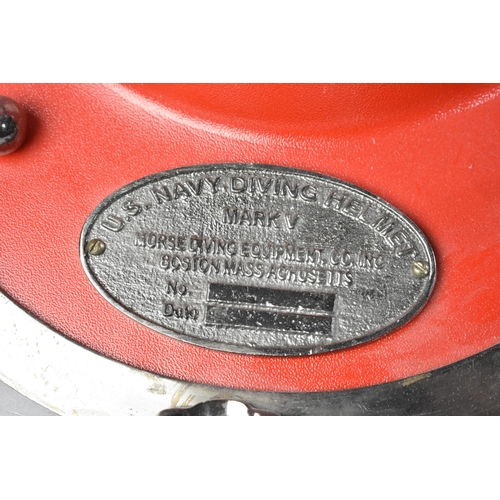 U.S. NAVY DIVING HELMET
MARK V
MORSE DIVING EQUIPMENT, CO. INC
BOSTON MASSACHUSETTS
No.
Date